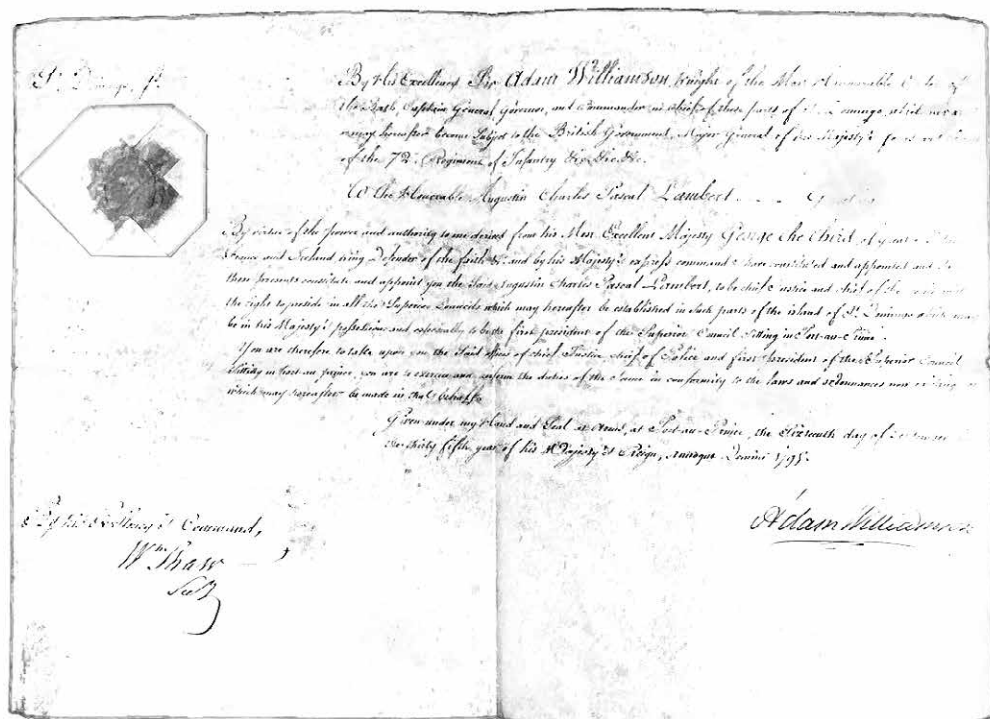 St. Domingo, ss.
By His Excellency Sir Adam Williamson, Knight of the Most Honorable Order of
the Bath, Captain General, Governor, and Commander in Chief of those parts of St. Domingo, which now are
or may hereafter become Subject to the British Government, Major General of his Majesty's forces
of the 72d. Regiment of Infantry &c. &c. &c.
To the Honorable Augustin Charles Pascal Lambert
By virtue of the power and authority to me derived from his Most Excellent Majesty George the Third of great
France and Ireland King Defender of the faith &c. and by his Majesty's express command I have constituted and appointed and do
these presents constitute and appoint you the Said Augustin Charles Pascal Lambert, to be chief Justice and chief of the police
the right to preside in all the Superior Councils which may hereafter be established in Such parts of the island of St. Domingo which may
be in his Majesty's possession and especially to be the first president of the Superior Council Sitting in Port-au-Prince.
You are therefore to take upon you the Said offices of chief Justice, chief of Police and first president of the Superior Council
Sitting in Port au prince, you are to exercise and perform the duties of the Same in conformity to the laws and ordonnances now existing or
which may hereafter be made in that behalf.
Given under my Hand and Seal at Arms, at Port-au-Prince, the Sixteenth day of
the thirty fifth year of his Majesty's Reign, Annoque Domini 1795.
By his Excellency's Command,
Wm. Shaw
Secry
Adam Williamson